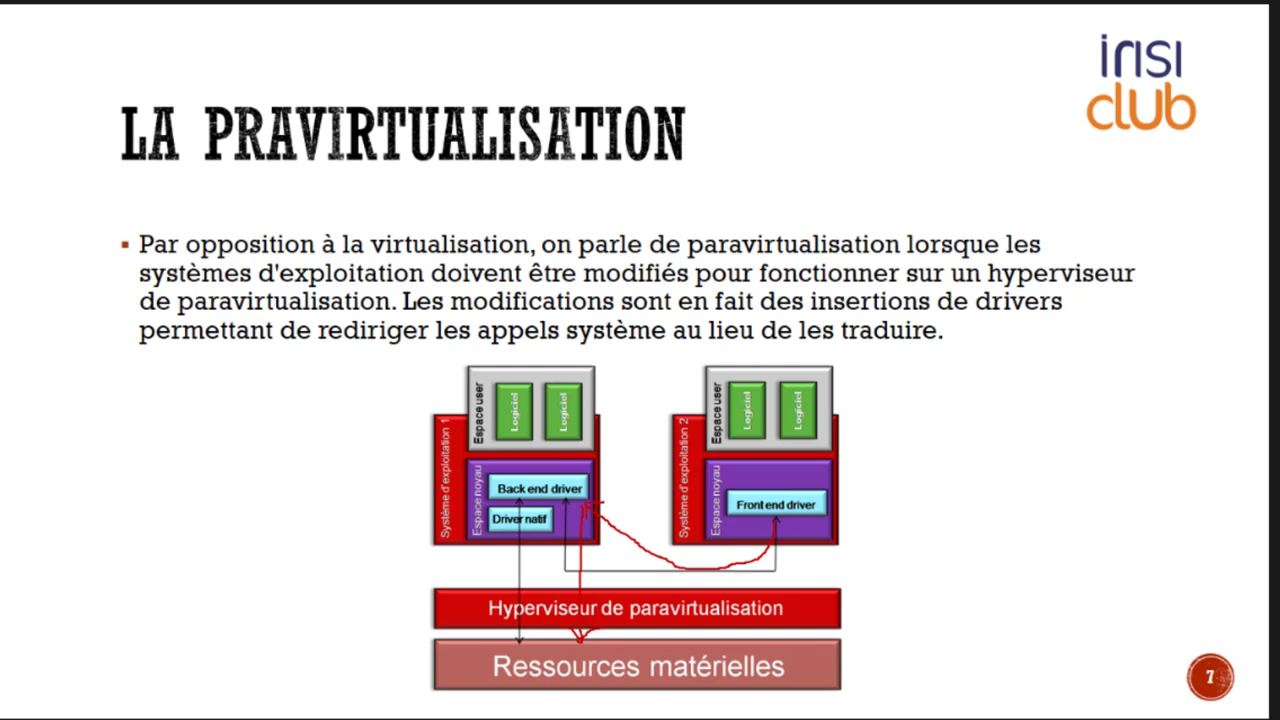 irisi
club
LA PRAVIRTUALISATION
Par opposition à la virtualisation, on parle de paravirtualisation lorsque les
systèmes d'exploitation doivent être modifiés pour fonctionner sur un hyperviseur
de paravirtualisation. Les modifications sont en fait des insertions de drivers
permettant de rediriger les appels système au lieu de les traduire.
Système d'exploitation 1
Espace user
Logiciel
Logiciel
Espace noyau
Back end driver
Driver natif
Système d'exploitation 2
Espace user
Logiciel
Logiciel
Espace noyau
Front end driver
Hyperviseur de paravirtualisation
Ressources matérielles
7